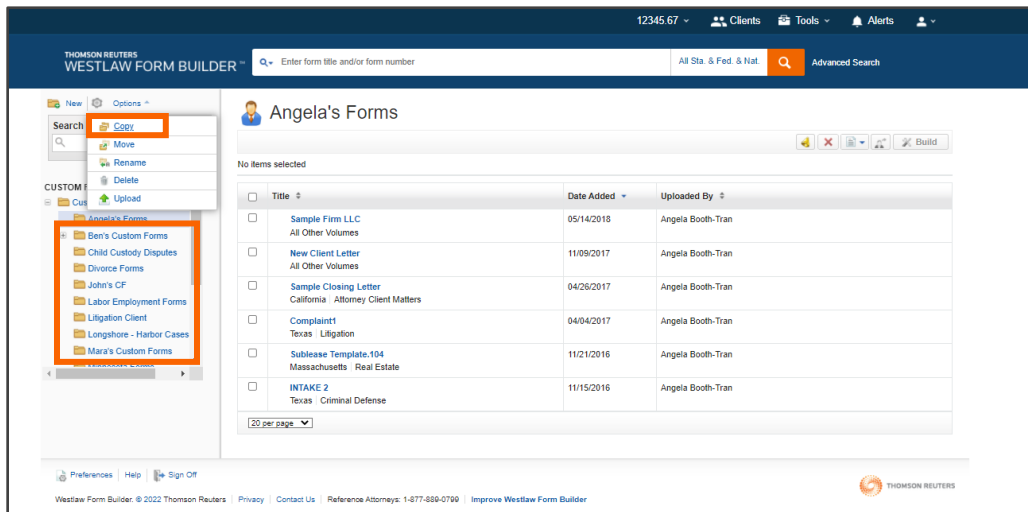 12345.67 Clients Tools Alerts
THOMSON REUTERS
WESTLAW FORM BUILDER™
Enter form title and/or form number
All Sta. & Fed. & Nat.
Advanced Search
New Options
Search
Copy
Move
Rename
Delete
Upload
CUSTOM
Cus
Angela's Forms
Ben's Custom Forms
Child Custody Disputes
Divorce Forms
John's CF
Labor Employment Forms
Litigation Client
Longshore - Harbor Cases
Mara's Custom Forms
Angela's Forms
Build
No items selected
Title Date Added Uploaded By
Sample Firm LLC 05/14/2018 Angela Booth-Tran
All Other Volumes
New Client Letter 11/09/2017 Angela Booth-Tran
All Other Volumes
Sample Closing Letter 04/26/2017 Angela Booth-Tran
California | Attorney Client Matters
Complaint1 04/04/2017 Angela Booth-Tran
Texas | Litigation
Sublease Template.104 11/21/2016 Angela Booth-Tran
Massachusetts | Real Estate
INTAKE 2 11/15/2016 Angela Booth-Tran
Texas | Criminal Defense
20 per page
Preferences | Help | Sign Off
Westlaw Form Builder. © 2022 Thomson Reuters | Privacy | Contact Us | Reference Attorneys: 1-877-889-0799 | Improve Westlaw Form Builder
THOMSON REUTERS